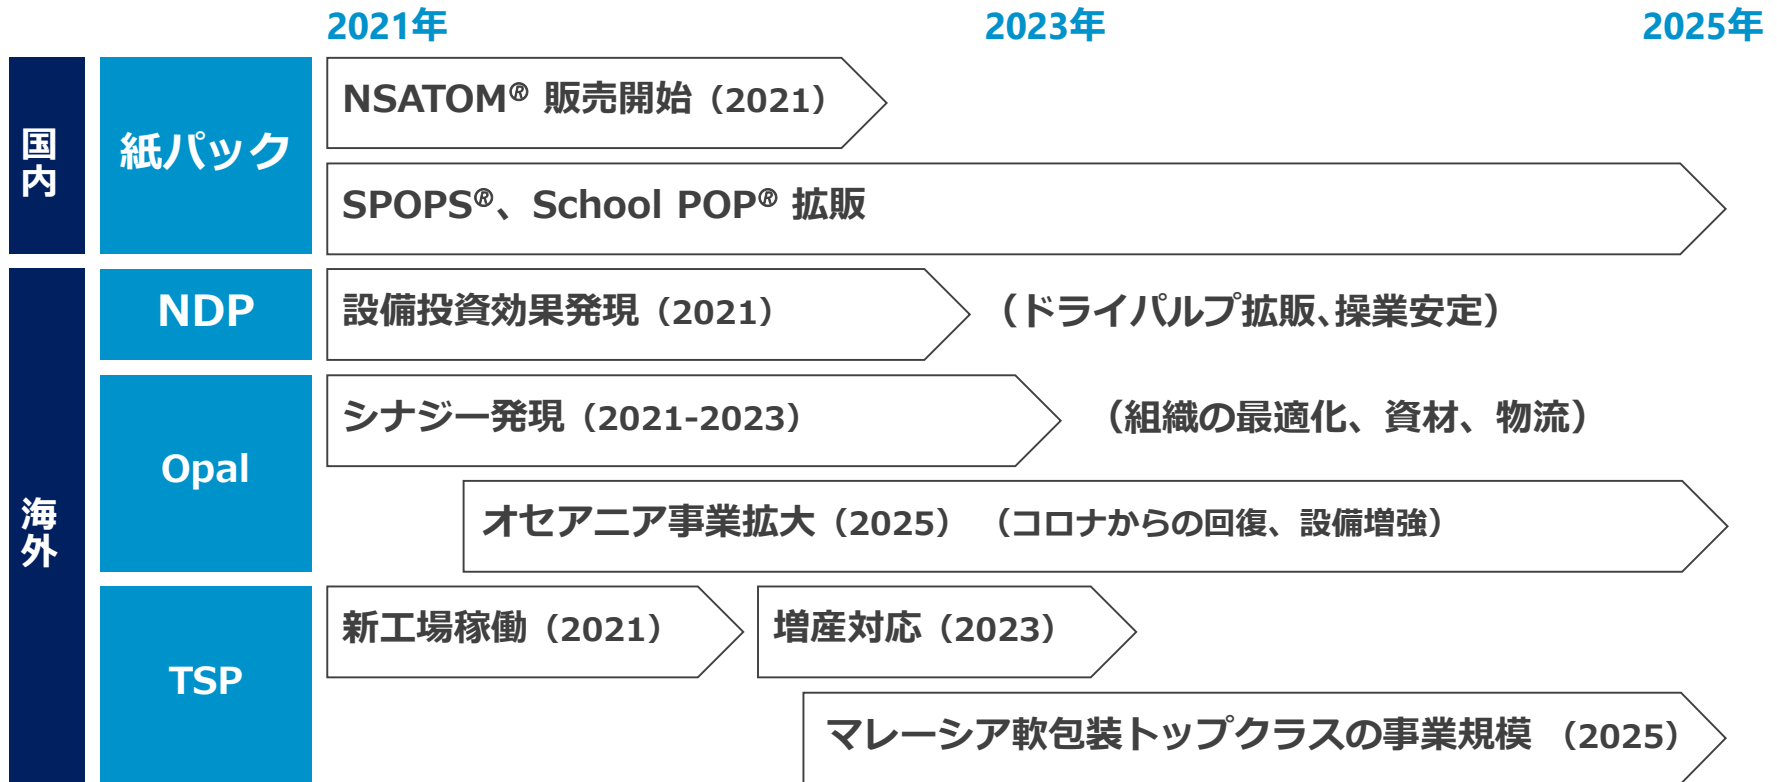 2021年 2023年 2025年
国内
紙パック
NSATOM® 販売開始（2021）
SPOPS®、School POP® 拡販
海外
NDP
設備投資効果発現（2021）
（ドライパルプ拡販、操業安定）
Opal
シナジー発現（2021-2023）
（組織の最適化、資材、物流）
オセアニア事業拡大（2025）（コロナからの回復、設備増強）
TSP
新工場稼働（2021）
増産対応（2023）
マレーシア軟包装トップクラスの事業規模 （2025）